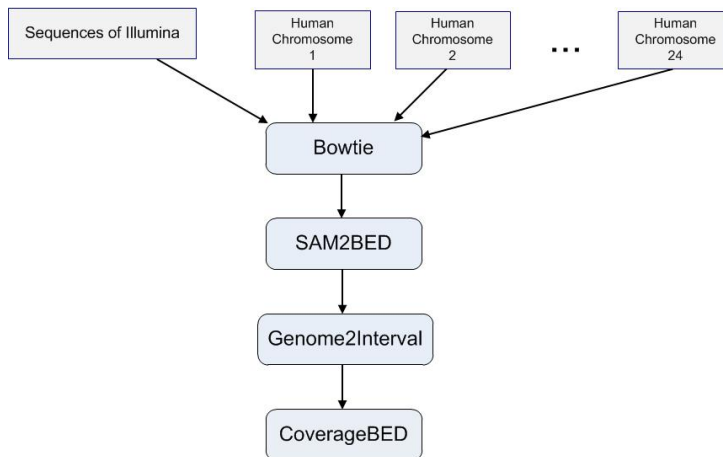 Sequences of Illumina
Human
Chromosome
1
Human
Chromosome
2
...
Human
Chromosome
24
Bowtie
SAM2BED
Genome2Interval
CoverageBED